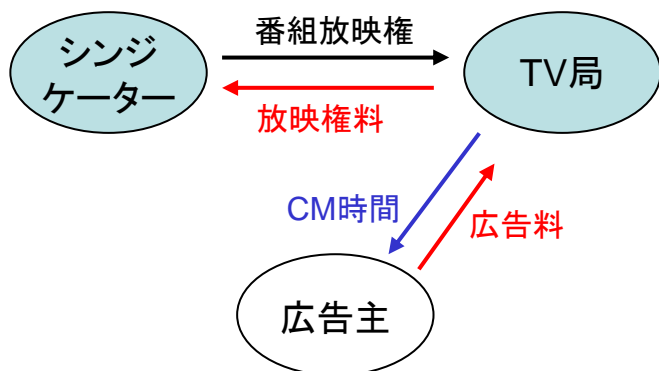 番組放映権
シンジ
ケーター
TV局
放映権料
CM時間
広告料
広告主